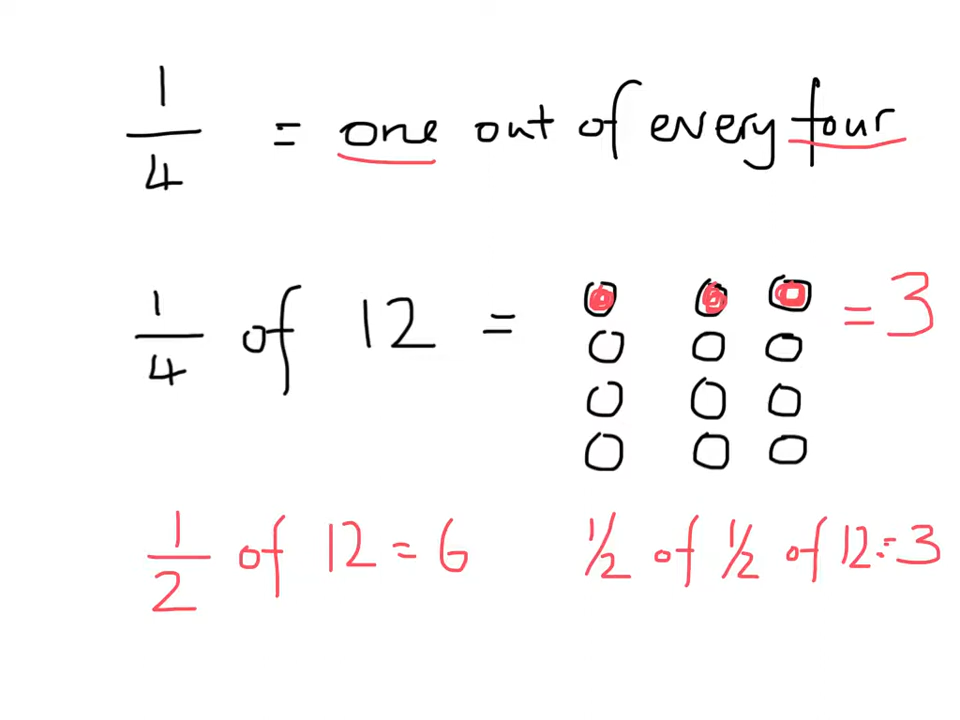 1/4 = one out of every four
1/4 of 12 = = 3
1/2 of 12 = 6
1/2 of 1/2 of 12 = 3